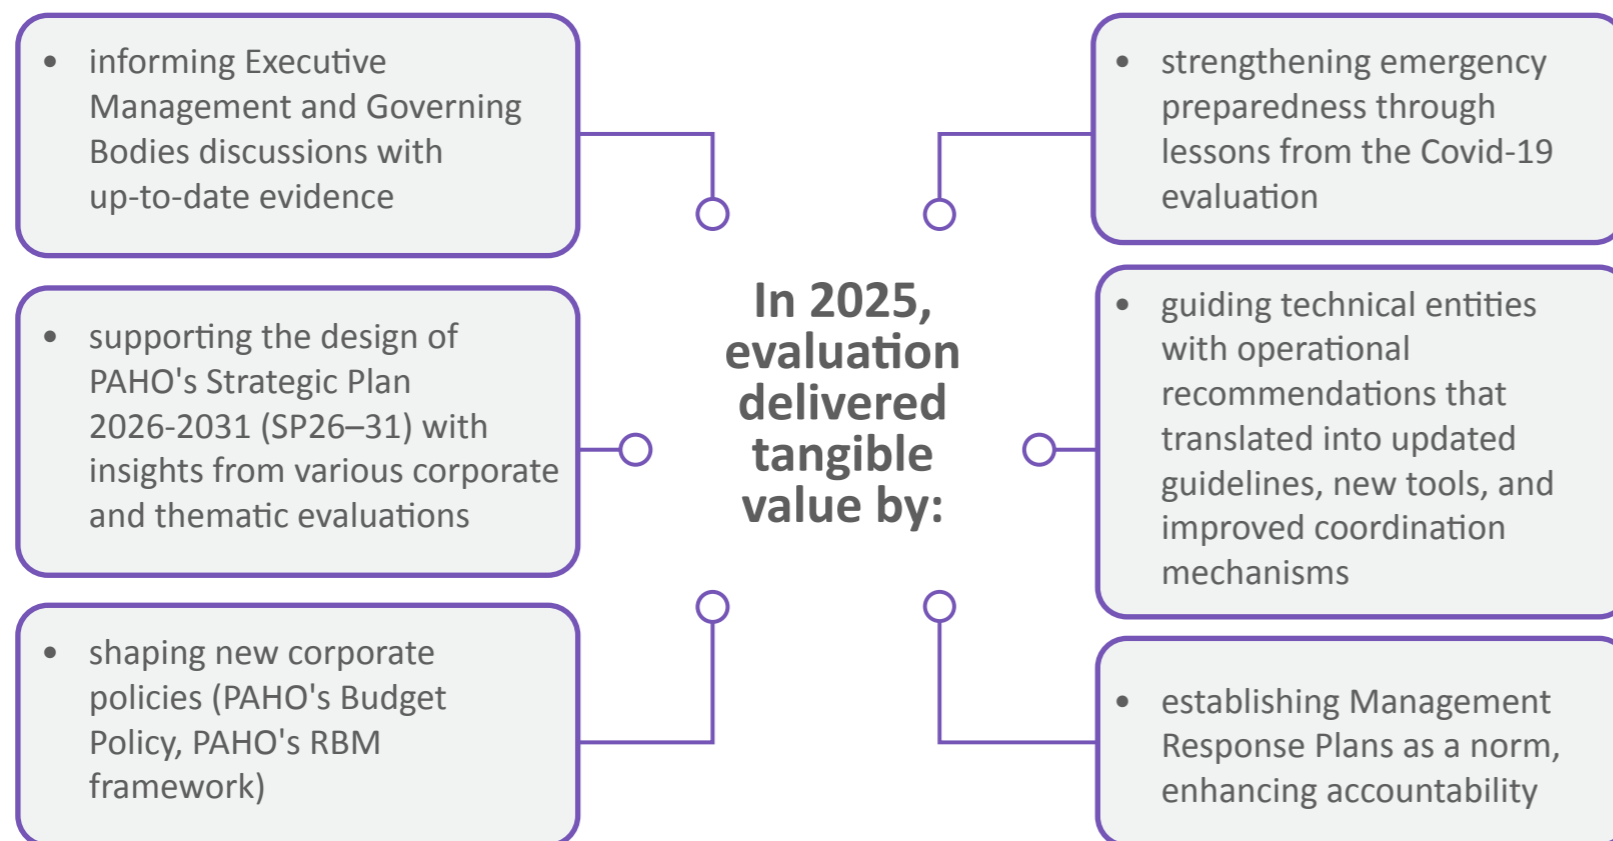 • informing Executive
Management and Governing
Bodies discussions with
up-to-date evidence
• supporting the design of
PAHO's Strategic Plan
2026-2031 (SP26–31) with
insights from various corporate
and thematic evaluations
• shaping new corporate
policies (PAHO's Budget
Policy, PAHO's RBM
framework)
In 2025,
evaluation
delivered
tangible
value by:
• strengthening emergency
preparedness through
lessons from the Covid-19
evaluation
• guiding technical entities
with operational
recommendations that
translated into updated
guidelines, new tools, and
improved coordination
mechanisms
• establishing Management
Response Plans as a norm,
enhancing accountability